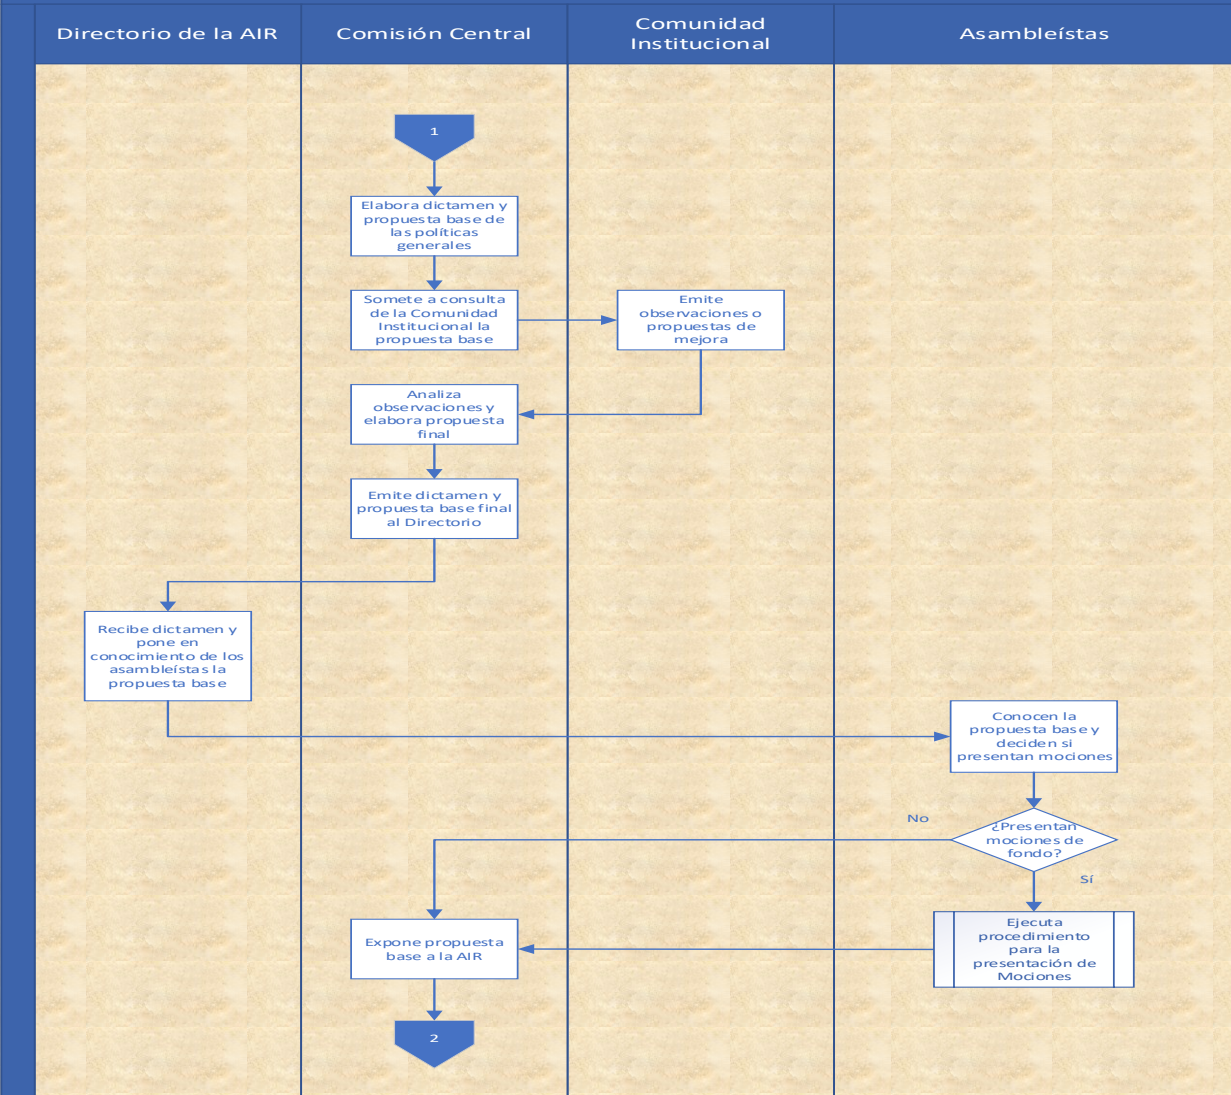 Directorio de la AIR
Comisión Central
Comunidad
Institucional
Asambleístas
1
Elabora dictamen y
propuesta base de
las políticas
generales
Somete a consulta
de la Comunidad
Institucional la
propuesta base
Emite
observaciones o
propuestas de
mejora
Analiza
observaciones y
elabora propuesta
final
Emite dictamen y
propuesta base final
al Directorio
Recibe dictamen y
pone en
conocimiento de los
asambleístas la
propuesta base
Conocen la
propuesta base y
deciden si
presentan mociones
¿Presentan
mociones de
fondo?
No
Sí
Ejecuta
procedimiento
para la
presentación de
Mociones
Expone propuesta
base a la AIR
2